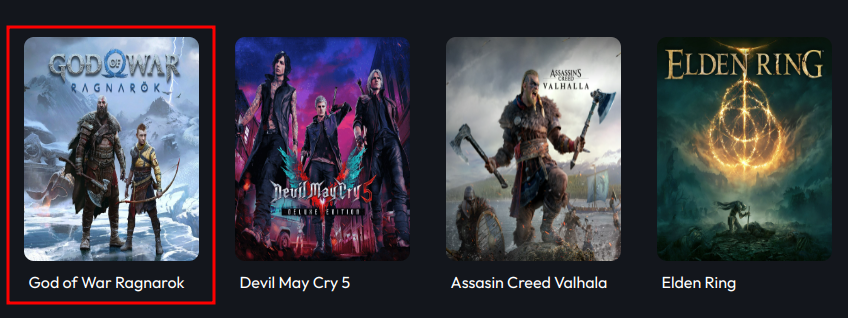 GOD OF WAR
RAGNARÖK
Devil May Cry 5
DELUXE EDITION
ASSASSIN'S
CREED
VALHALLA
ELDEN RING
God of War Ragnarok
Devil May Cry 5
Assasin Creed Valhala
Elden Ring